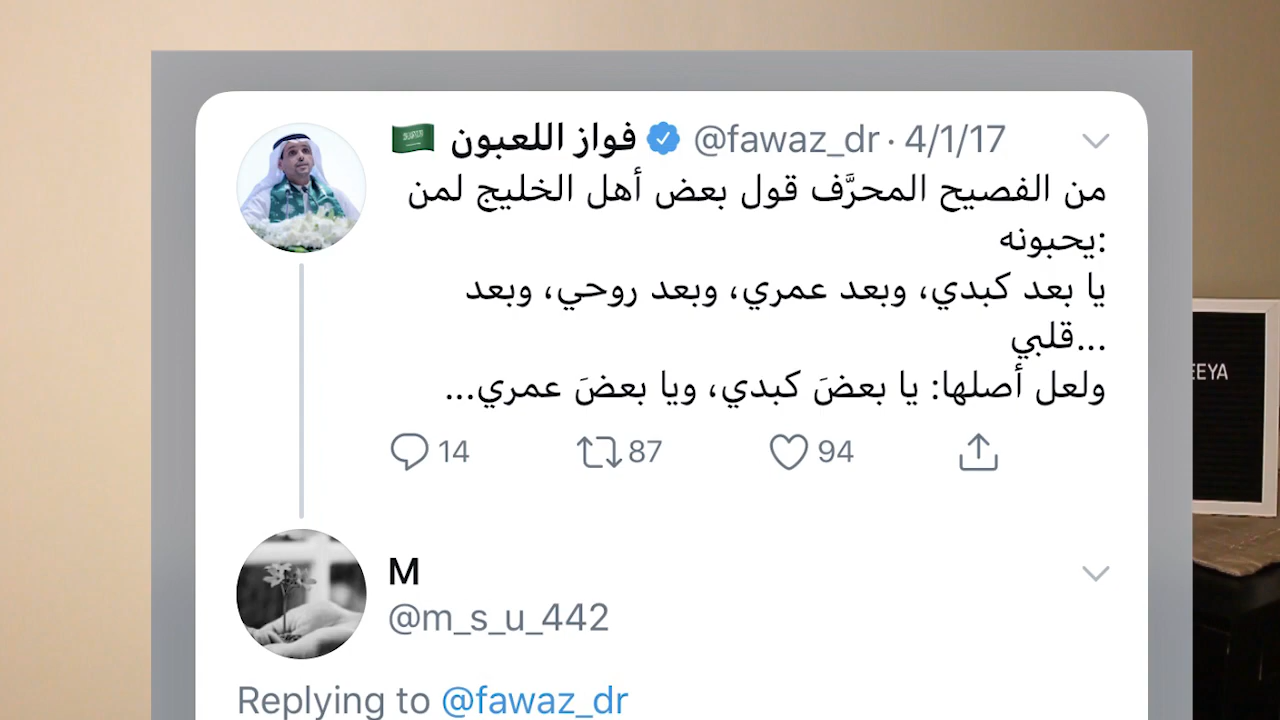 فواز اللعبون @fawaz_dr · 4/1/17
من الفصيح المحرَّف قول بعض أهل الخليج لمن
يحبونه:
يا بعد كبدي، وبعد عمري، وبعد روحي، وبعد
قلبي...
ولعل أصلها: يا بعضَ كبدي، ويا بعضَ عمري...
14 87 94
M
@m_s_u_442
Replying to @fawaz_dr
EEYA